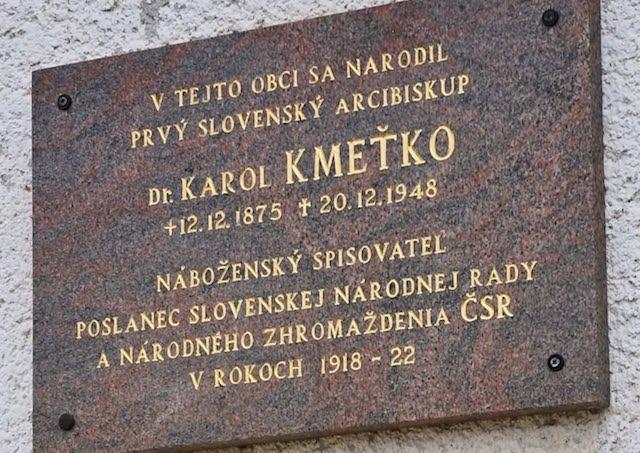 V TEJTO OBCI SA NARODIL
PRVÝ SLOVENSKÝ ARCIBISKUP
Dr. KAROL KMEŤKO
+12.12.1875 ✝ 20.12.1948
NÁBOŽENSKÝ SPISOVATEĽ
POSLANEC SLOVENSKEJ NÁRODNEJ RADY
A NÁRODNÉHO ZHROMAŽDENIA ČSR
V ROKOCH 1918 - 22